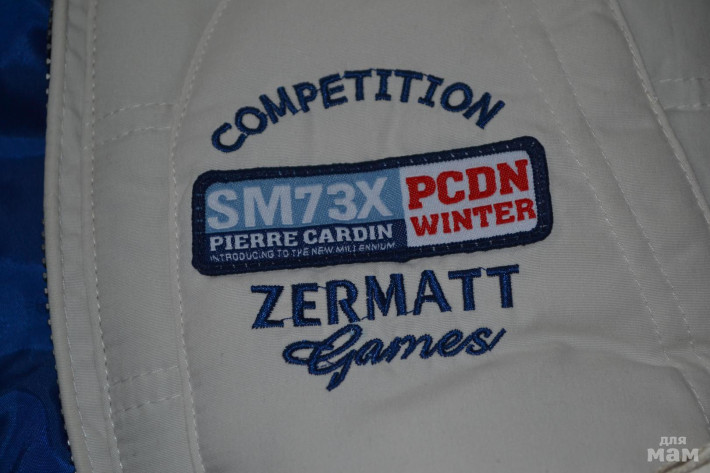 COMPETITION
SM73X
PIERRE CARDIN
INTRODUCING TO THE NEW MILLENNIUM
PCDN
WINTER
ZERMATT
Games
для
мам